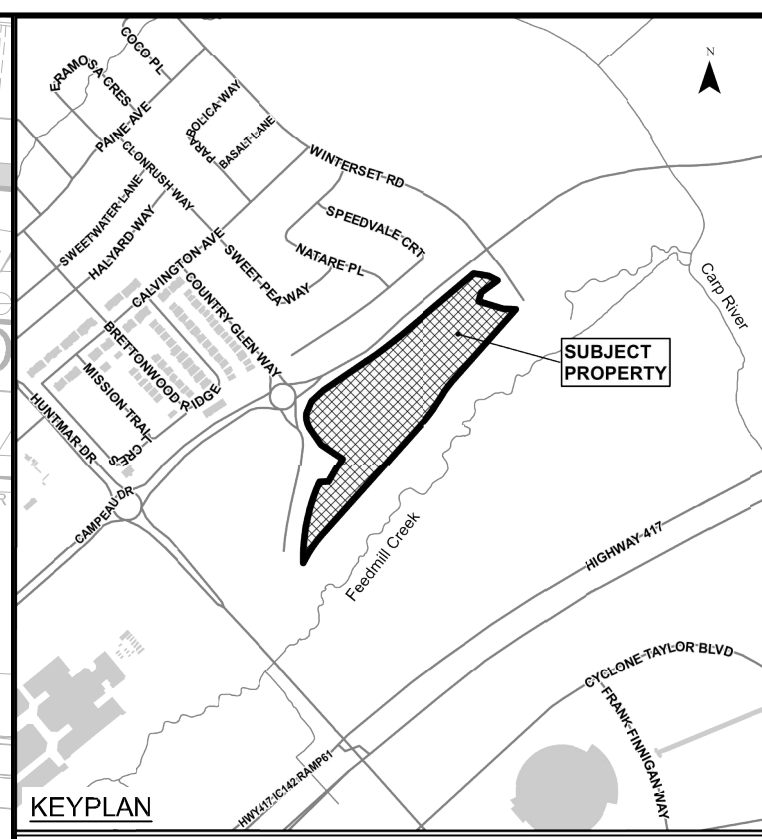 COCO PL
ERAMOSA CRES
PAINE AVE
PARABOLICA WAY
BASALT LANE
CLONRUSH WAY
WINTERSET RD
N
SWEETWATER LANE
HALYARD WAY
SPEEDVALE CRT
NATARE PL
CALVINGTON AVE
SWEET PEA WAY
COUNTRY GLEN WAY
Carp River
BRETTONWOOD RIDGE
SUBJECT
PROPERTY
MISSION TRAIL CRES
HUNTMAR DR
CAMPEAU DR
Feedmill Creek
HIGHWAY 417
CYCLONE TAYLOR BLVD
FRANK FINNIGAN WAY
HWY417 IC142 RAMP61
KEYPLAN